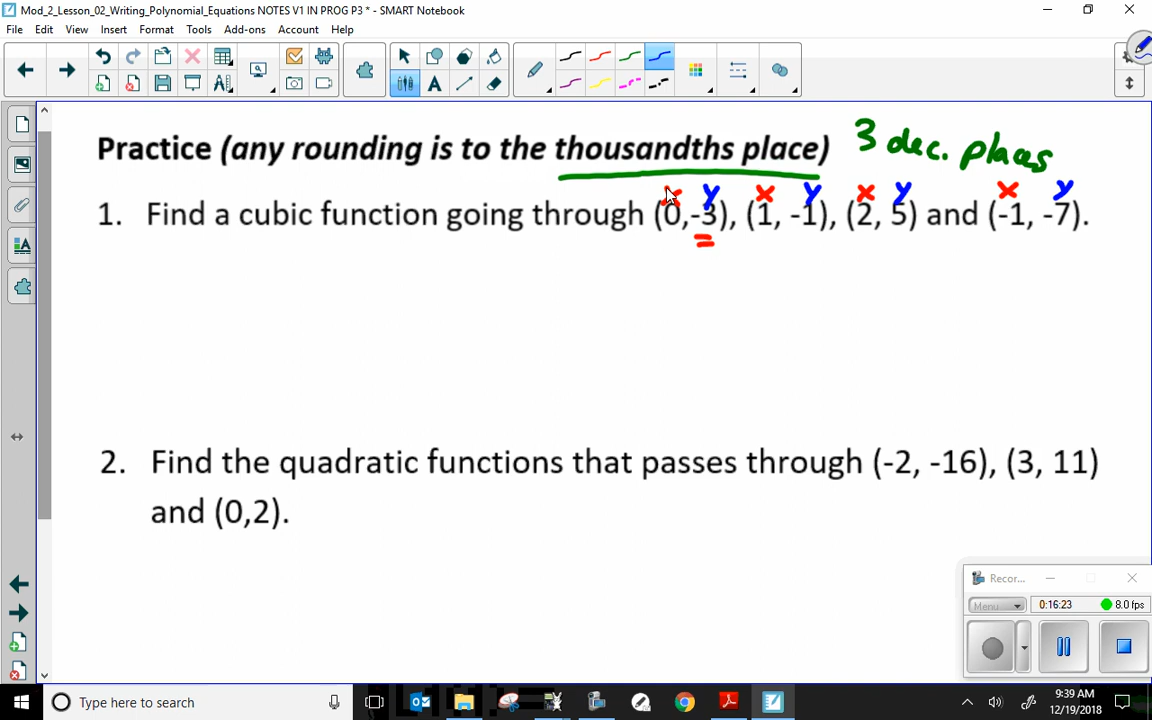 Mod_2_Lesson_02_Writing_Polynomial_Equations NOTES V1 IN PROG P3 * - SMART Notebook
File Edit View Insert Format Tools Add-ons Account Help
Practice (any rounding is to the thousandths place) 3 dec. places
x y x y x y x y
1. Find a cubic function going through (0,-3), (1, -1), (2, 5) and (-1, -7).
2. Find the quadratic functions that passes through (-2, -16), (3, 11)
and (0,2).
Recor...
Menu 0:16:23 8.0 fps
Type here to search
9:39 AM
12/19/2018